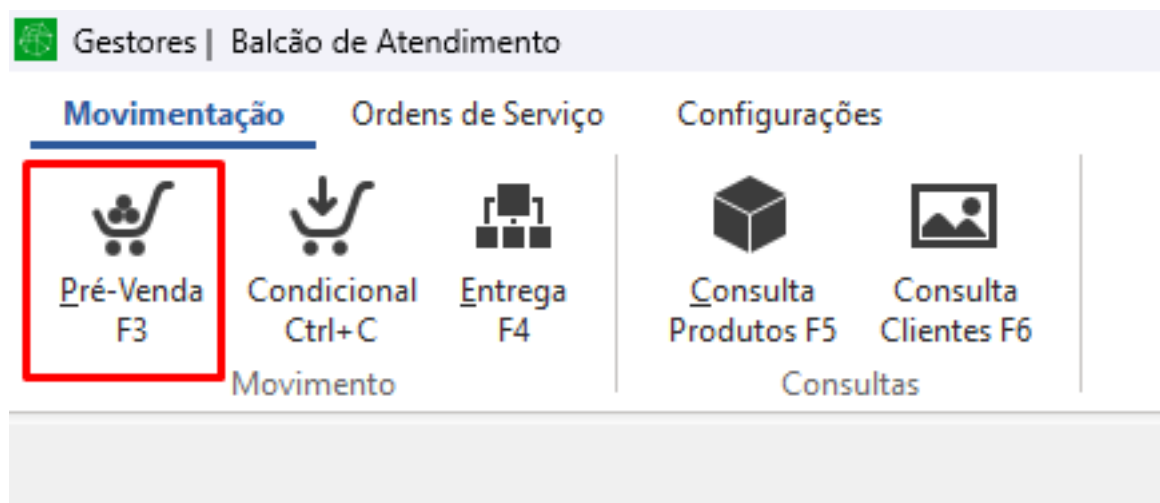 Gestores | Balcão de Atendimento
Movimentação Ordens de Serviço Configurações
Pré-Venda Condicional Entrega Consulta Consulta
F3 Ctrl+C F4 Produtos F5 Clientes F6
Movimento Consultas